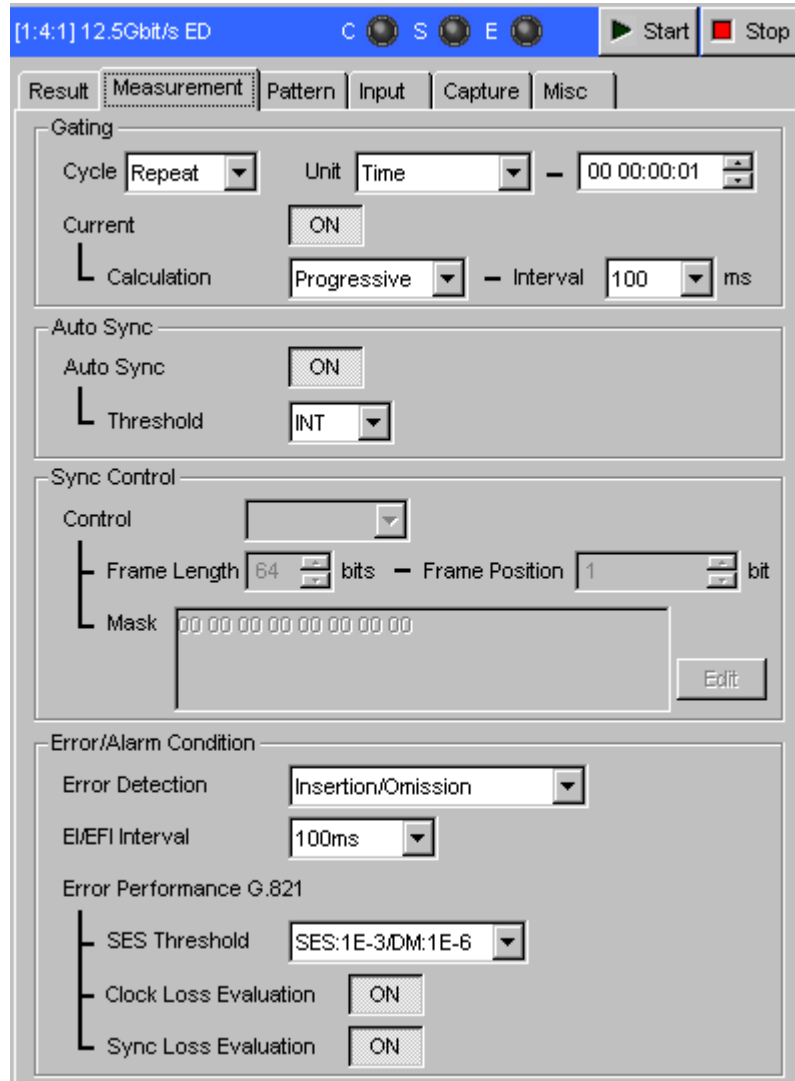 [1:4:1] 12.5Gbit/s ED C S E Start Stop
Result Measurement Pattern Input Capture Misc
Gating
Cycle Repeat Unit Time – 00 00:00:01
Current ON
Calculation Progressive – Interval 100 ms
Auto Sync
Auto Sync ON
Threshold INT
Sync Control
Control
Frame Length 64 bits – Frame Position 1 bit
Mask 00 00 00 00 00 00 00 00
Edit
Error/Alarm Condition
Error Detection Insertion/Omission
EI/EFI Interval 100ms
Error Performance G.821
SES Threshold SES:1E-3/DM:1E-6
Clock Loss Evaluation ON
Sync Loss Evaluation ON